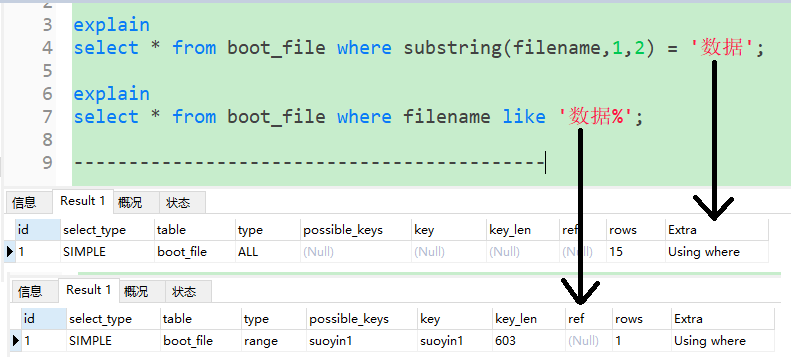 3 explain
4 select * from boot_file where substring(filename,1,2) = '数据';
5
6 explain
7 select * from boot_file where filename like '数据%';
8
9 -------------------------------------------
信息 Result 1 概况 状态
id select_type table type possible_keys key key_len ref rows Extra
1 SIMPLE boot_file ALL (Null) (Null) (Null) (Null) 15 Using where
信息 Result 1 概况 状态
id select_type table type possible_keys key key_len ref rows Extra
1 SIMPLE boot_file range suoyin1 suoyin1 603 (Null) 1 Using where